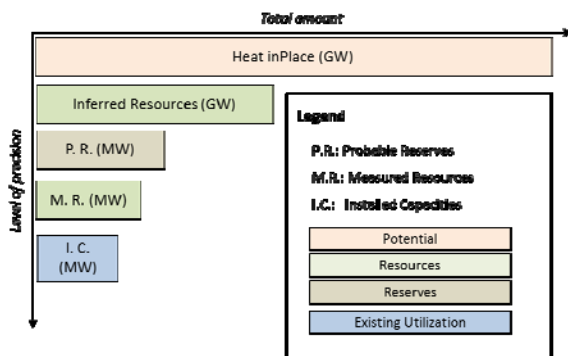 Total amount
Level of precision
Heat inPlace (GW)
Inferred Resources (GW)
P. R. (MW)
M. R. (MW)
I. C.
(MW)
Legend
P.R.: Probable Reserves
M.R.: Measured Resources
I.C.: Installed Capacities
Potential
Resources
Reserves
Existing Utilization